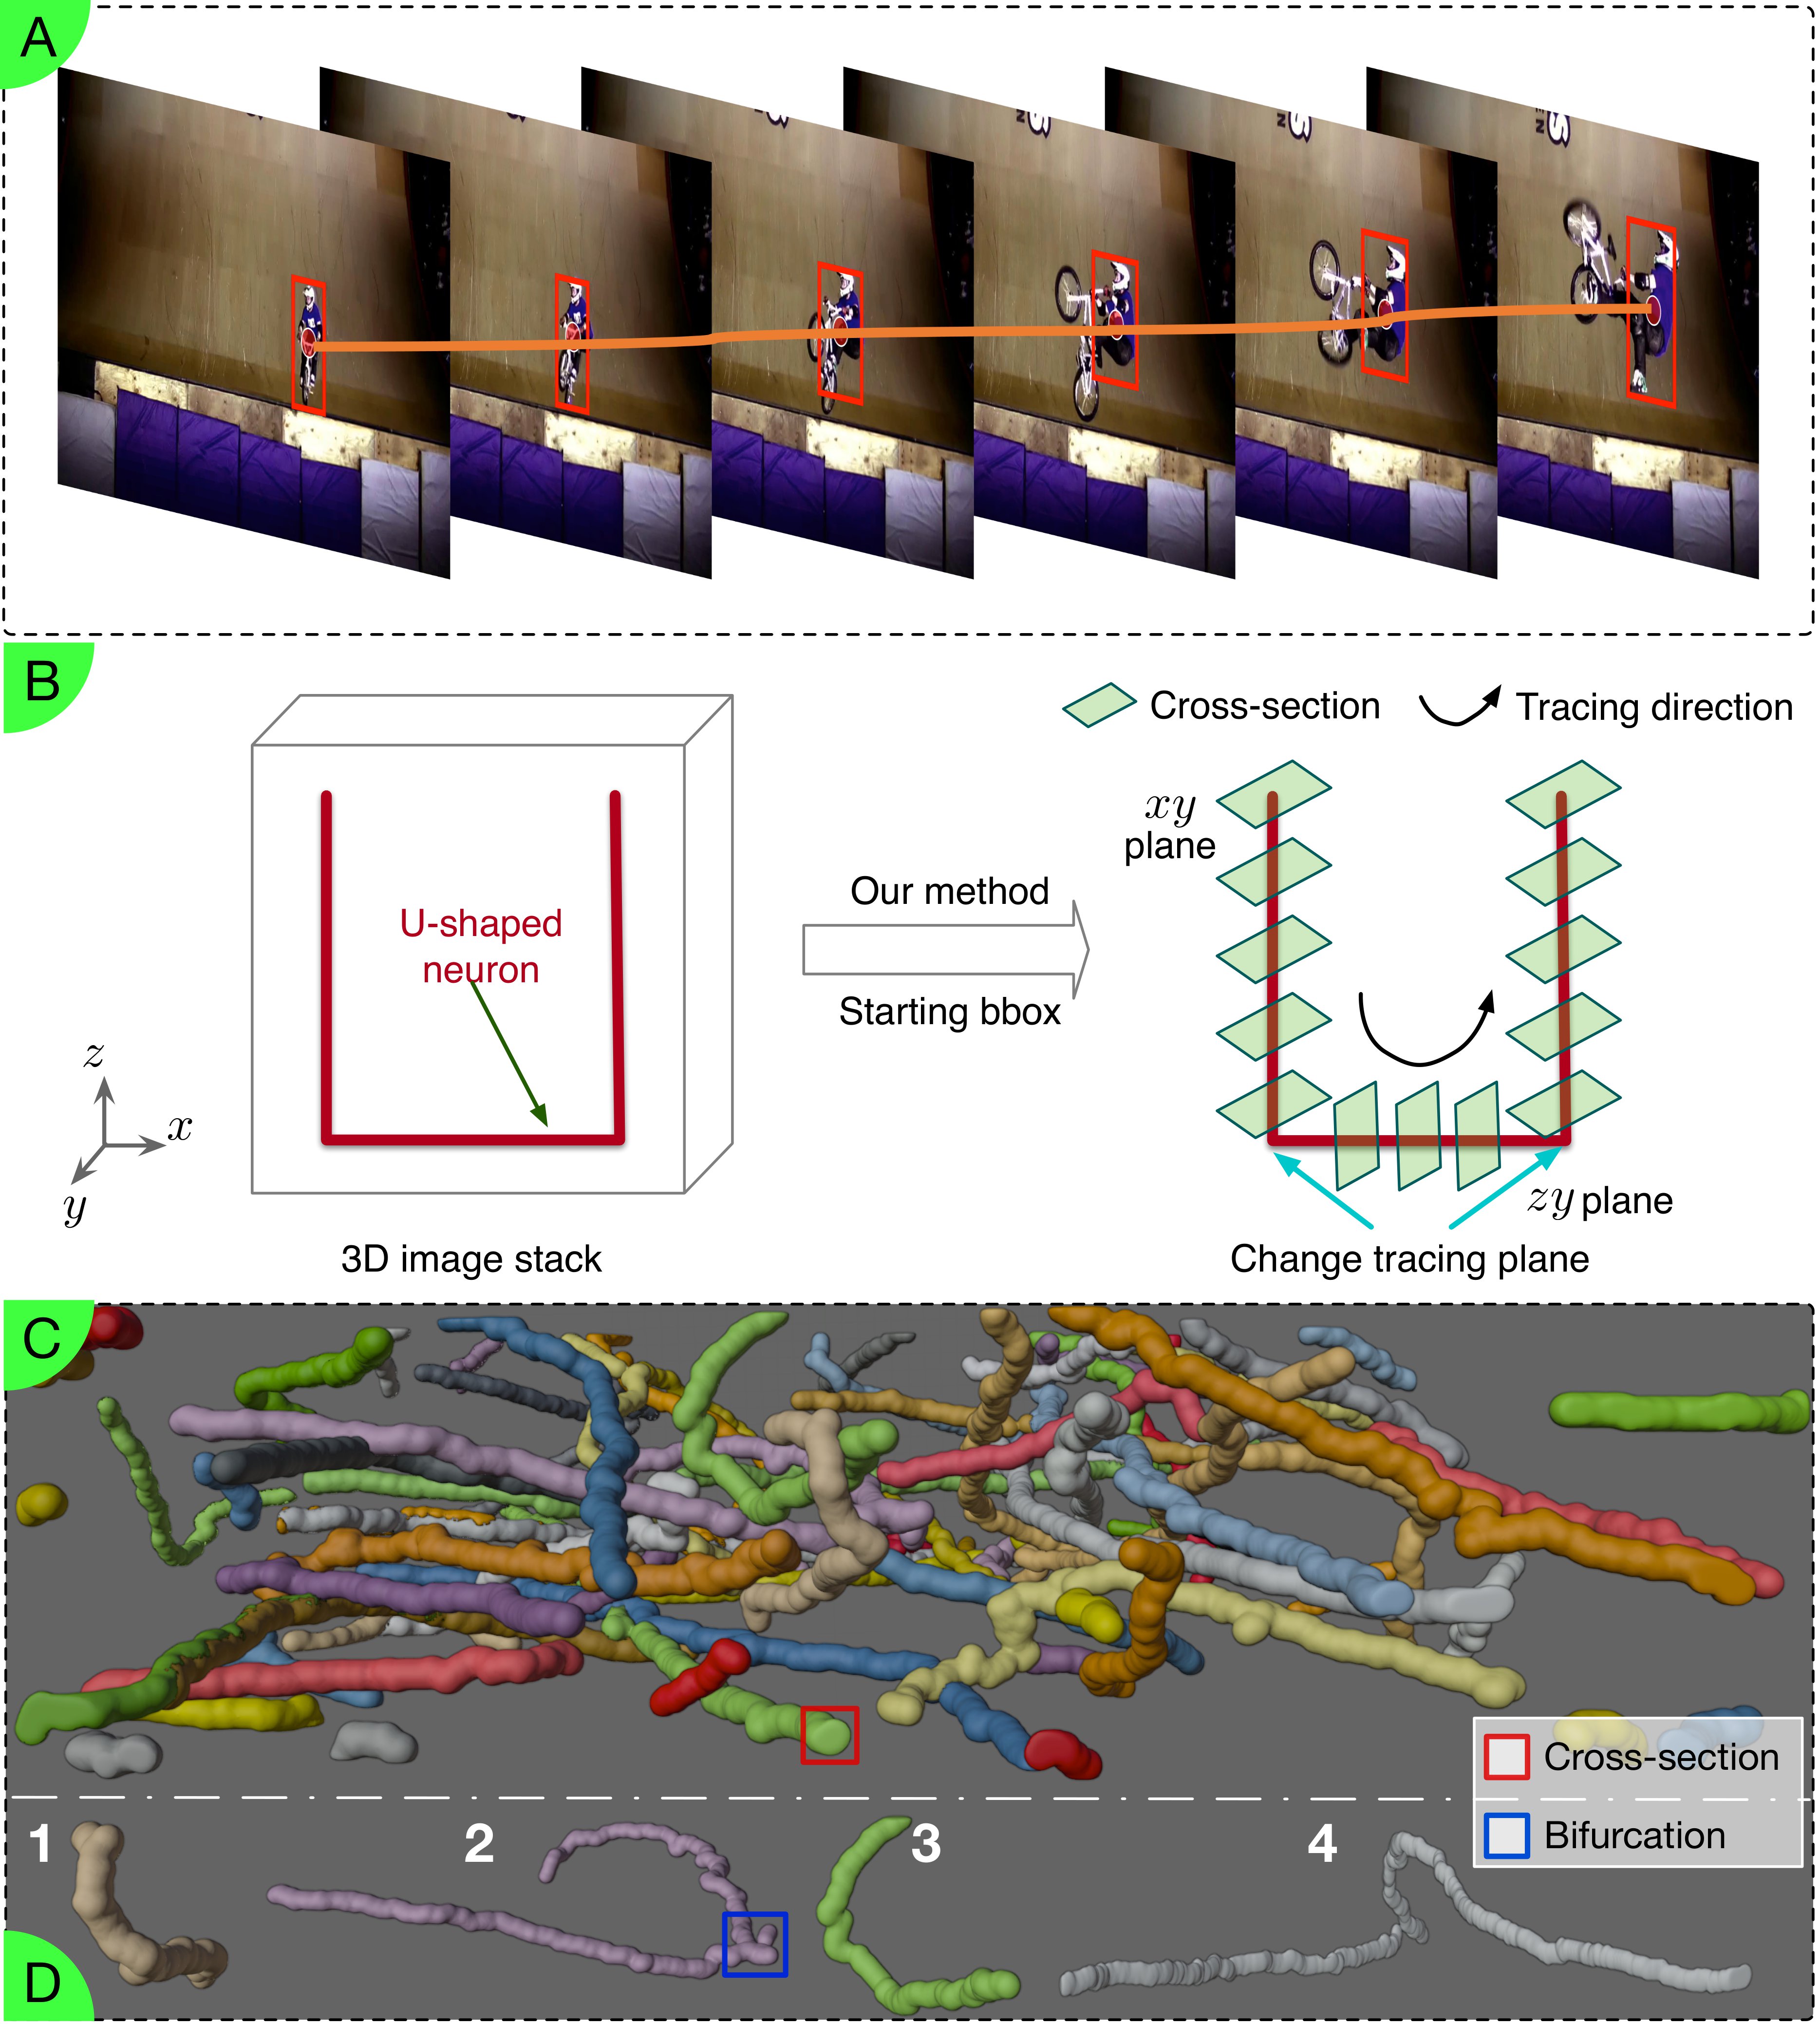 A
S
N
S
N
S
N
B
Cross-section
Tracing direction
xy
plane
Our method
U-shaped
neuron
Starting bbox
z
x
y
zy plane
3D image stack
Change tracing plane
C
Cross-section
Bifurcation
1
2
3
4
D